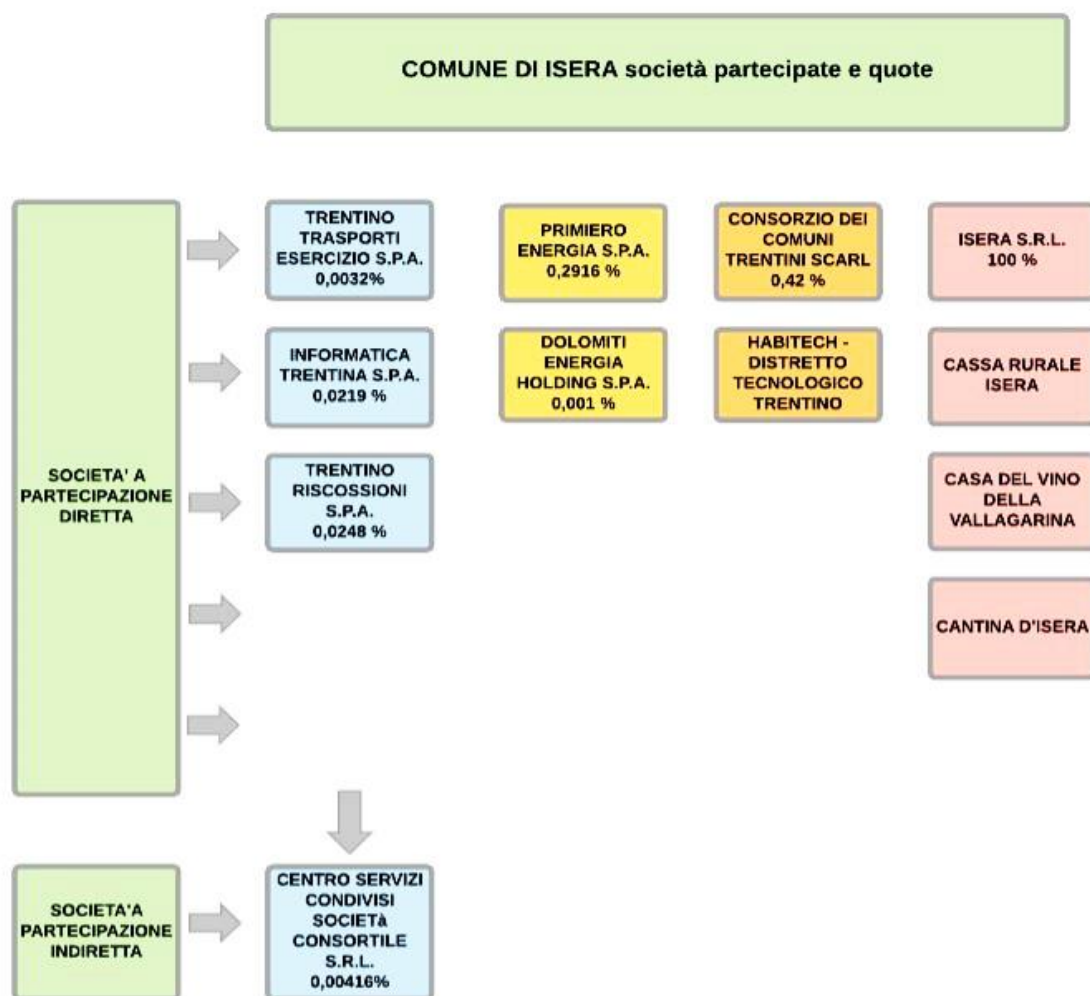 COMUNE DI ISERA società partecipate e quote
SOCIETA' A
PARTECIPAZIONE
DIRETTA
TRENTINO
TRASPORTI
ESERCIZIO S.P.A.
0,0032%
PRIMIERO
ENERGIA S.P.A.
0,2916 %
CONSORZIO DEI
COMUNI
TRENTINI SCARL
0,42 %
ISERA S.R.L.
100 %
INFORMATICA
TRENTINA S.P.A.
0,0219 %
DOLOMITI
ENERGIA
HOLDING S.P.A.
0,001 %
HABITECH -
DISTRETTO
TECNOLOGICO
TRENTINO
CASSA RURALE
ISERA
TRENTINO
RISCOSSIONI
S.P.A.
0,0248 %
CASA DEL VINO
DELLA
VALLAGARINA
CANTINA D'ISERA
SOCIETA'A
PARTECIPAZIONE
INDIRETTA
CENTRO SERVIZI
CONDIVISI
SOCIETà
CONSORTILE
S.R.L.
0,00416%